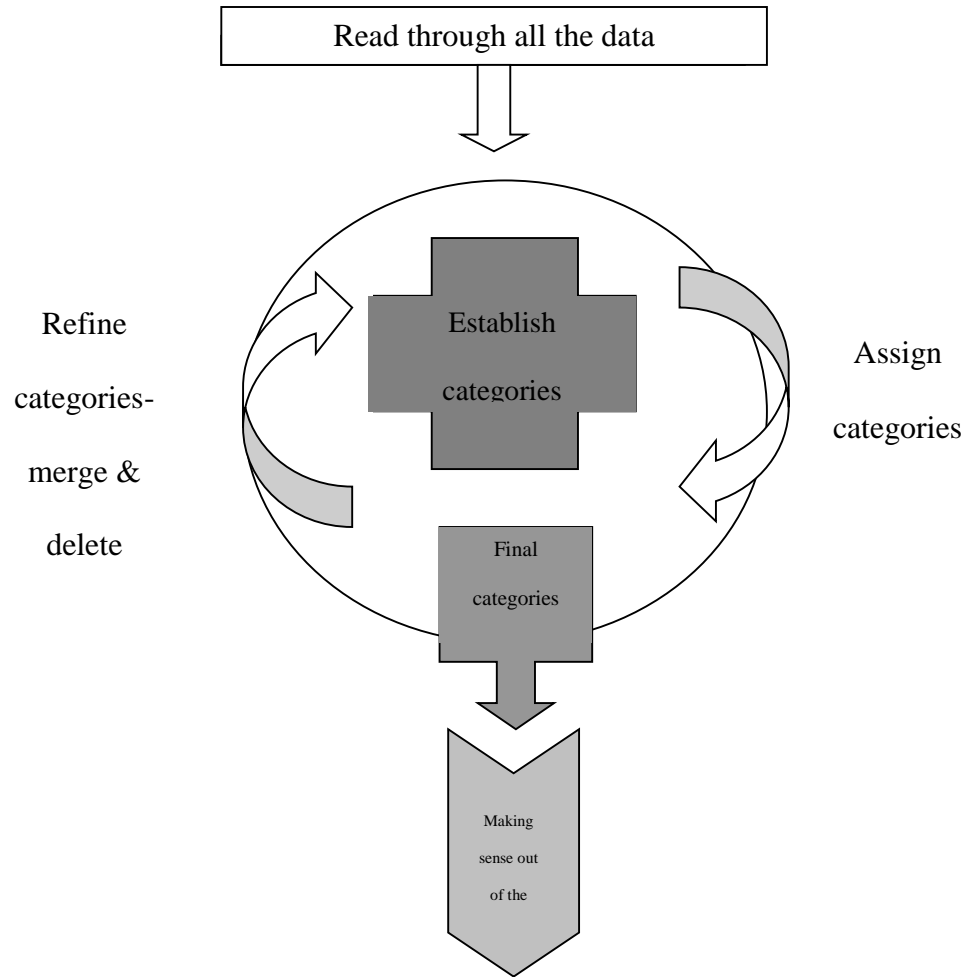 Read through all the data
Establish
categories
Refine
categories-
merge &
delete
Assign
categories
Final
categories
Making
sense out
of the